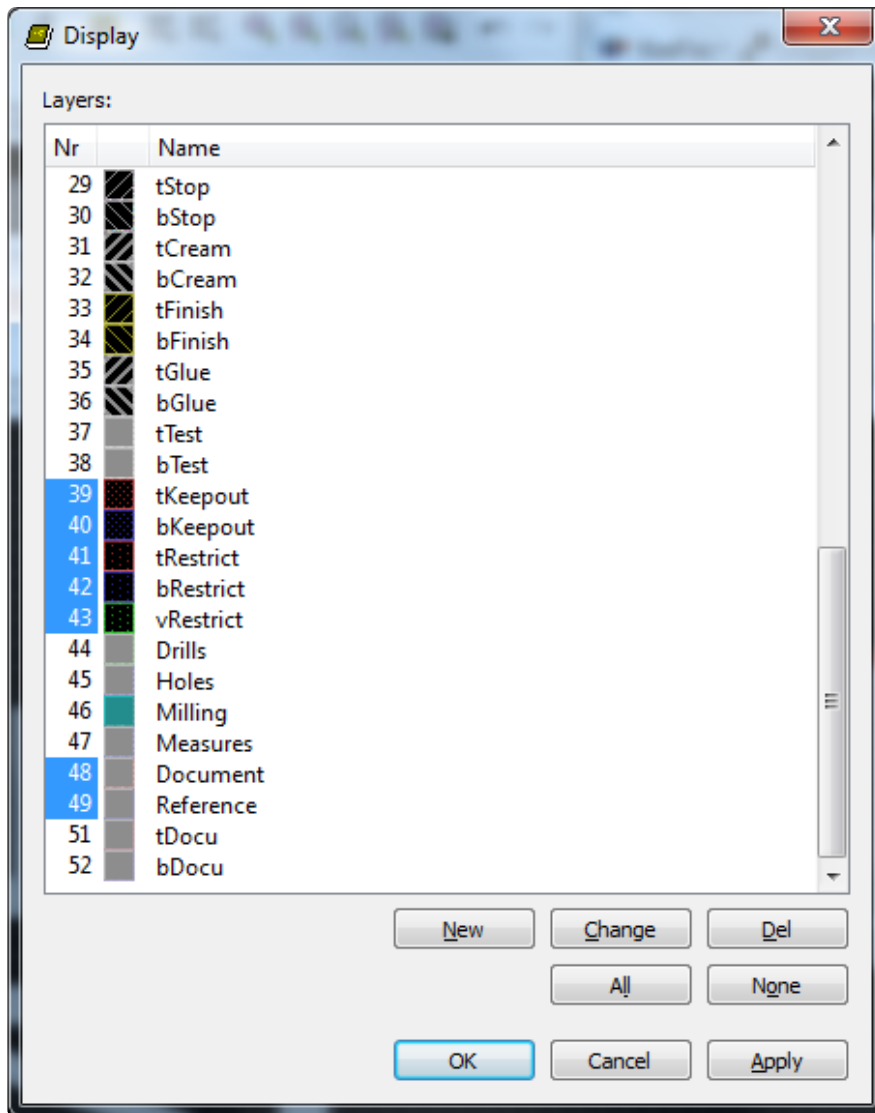 Display
Layers:
Nr Name
29 tStop
30 bStop
31 tCream
32 bCream
33 tFinish
34 bFinish
35 tGlue
36 bGlue
37 tTest
38 bTest
39 tKeepout
40 bKeepout
41 tRestrict
42 bRestrict
43 vRestrict
44 Drills
45 Holes
46 Milling
47 Measures
48 Document
49 Reference
51 tDocu
52 bDocu
New Change Del
All None
OK Cancel Apply